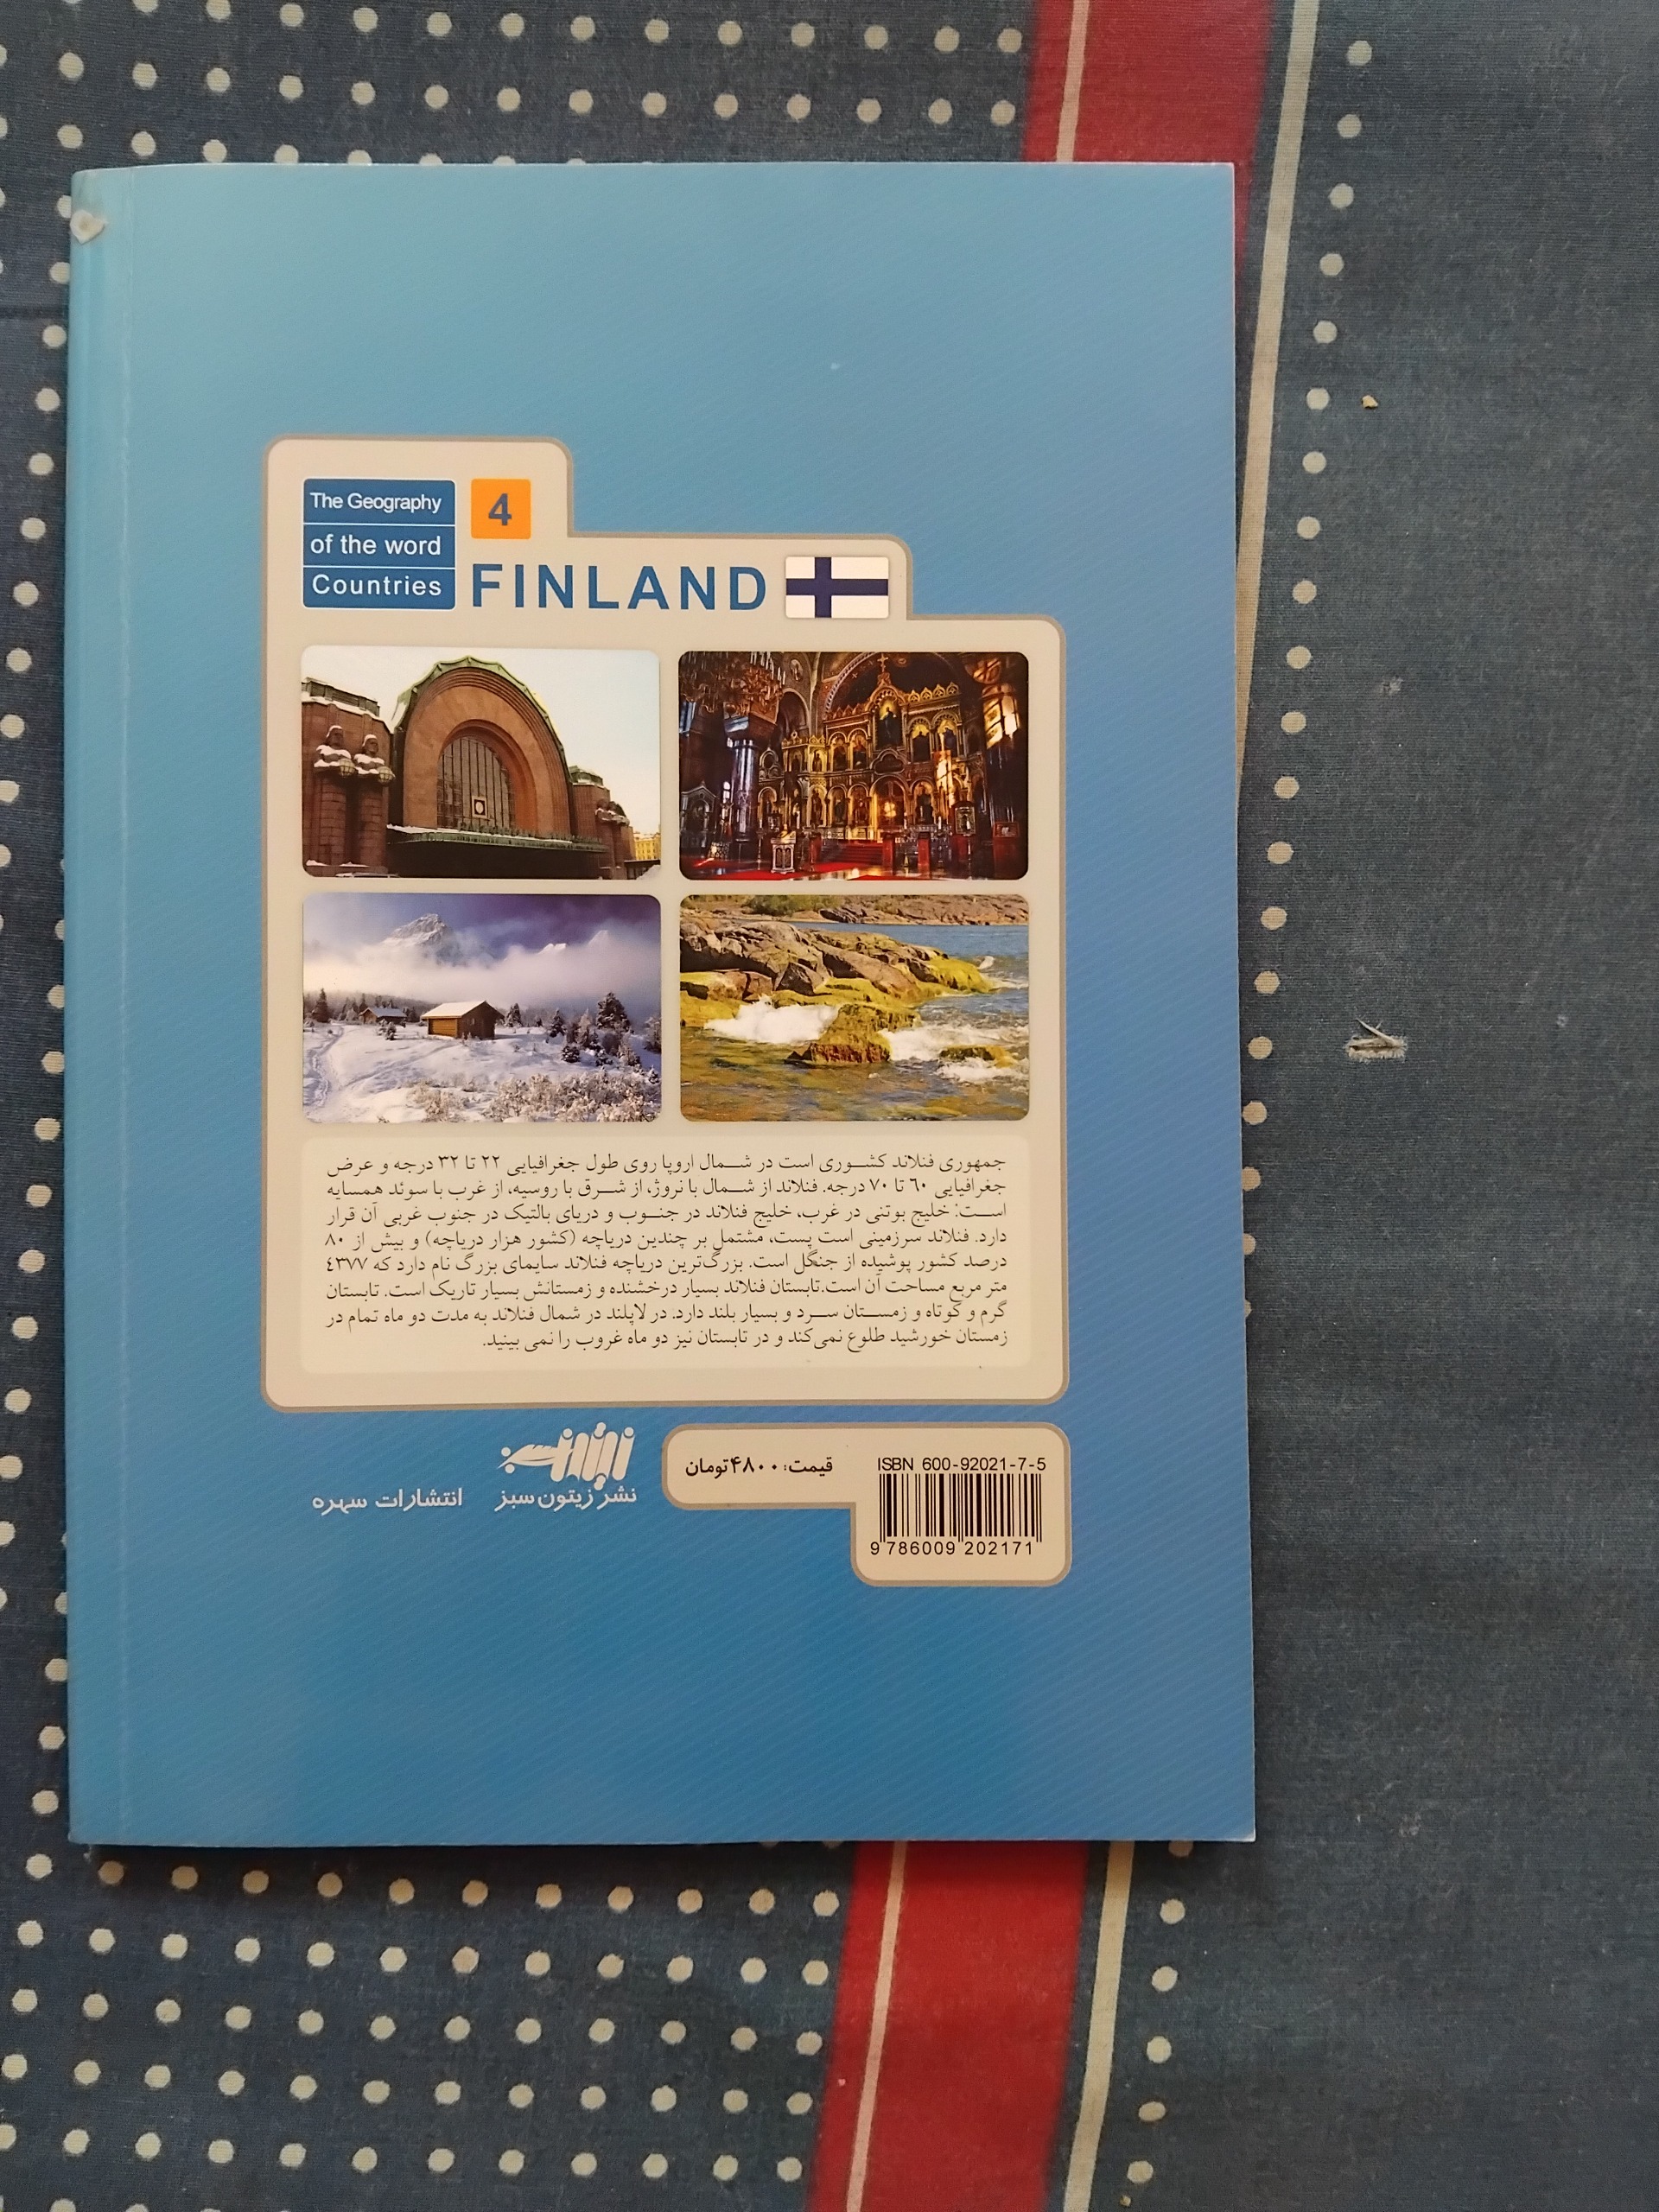 The Geography
of the word
Countries
4
FINLAND
جمهوری فنلاند کشوری است در شمال اروپا روی طول جغرافیایی ۲۲ تا ۳۲ درجه و عرض
جغرافیایی ۶۰ تا ۷۰ درجه. فنلاند از شمال با نروژ، از شرق با روسیه، از غرب با سوئد همسایه
است: خلیج بوتنی در غرب، خلیج فنلاند در جنوب و دریای بالتیک در جنوب غربی آن قرار
دارد. فنلاند سرزمینی است پست، مشتمل بر چندین دریاچه (کشور هزار دریاچه) و بیش از ۸۰
درصد کشور پوشیده از جنگل است. بزرگ‌ترین دریاچه فنلاند سایمای بزرگ نام دارد که ٤٣٧٧
متر مربع مساحت آن است.تابستان فنلاند بسیار درخشنده و زمستانش بسیار تاریک است. تابستان
گرم و کوتاه و زمستان سرد و بسیار بلند دارد. در لاپلند در شمال فنلاند به مدت دو ماه تمام در
زمستان خورشید طلوع نمی‌کند و در تابستان نیز دو ماه غروب را نمی بینید.
ISBN 600-92021-7-5
9 786009 202171
قیمت: ۴۸۰۰تومان
زیتون سبز
نشر زیتون سبز
انتشارات سهره